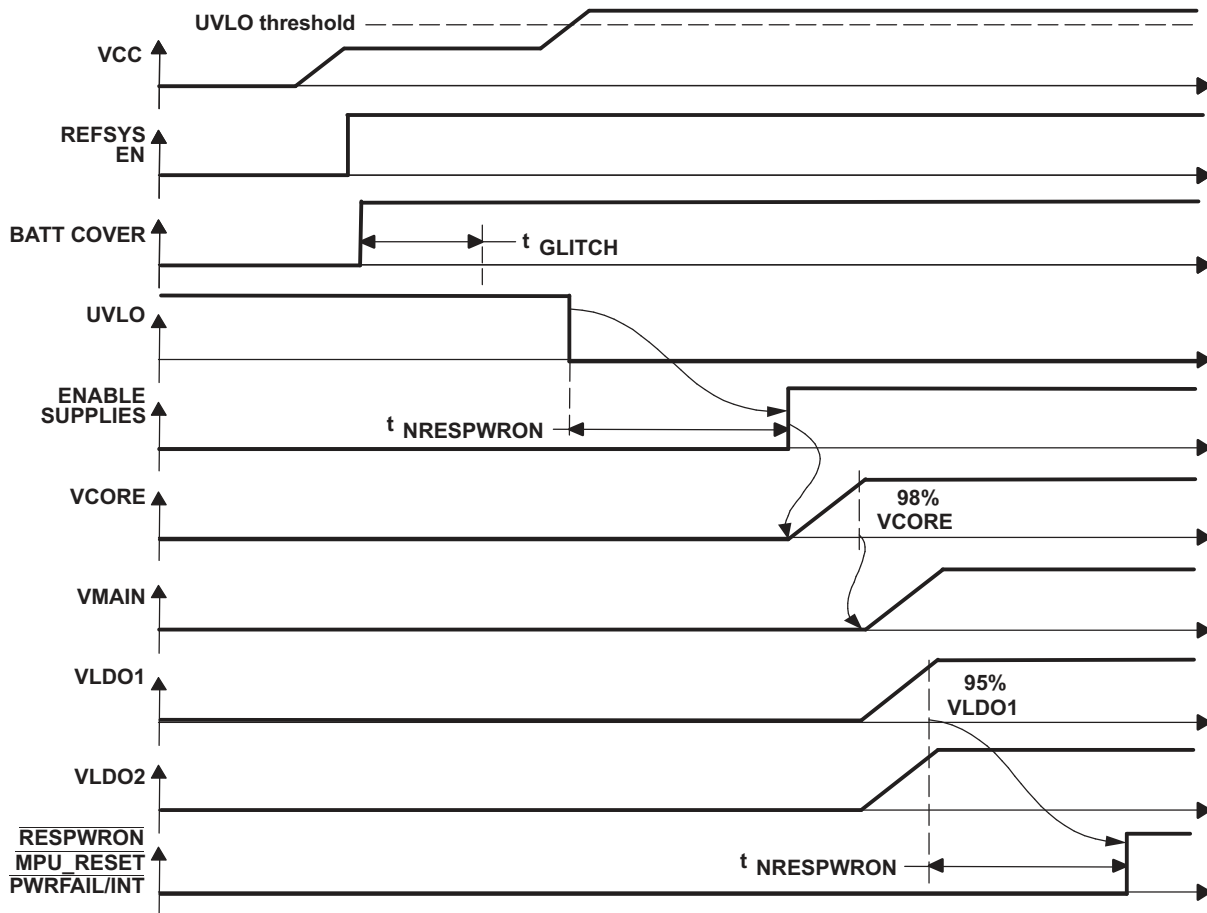 UVLO threshold
VCC
REFSYS
EN
BATT COVER
t GLITCH
UVLO
ENABLE
SUPPLIES
t NRESPWRON
VCORE
98%
VCORE
VMAIN
VLDO1
95%
VLDO1
VLDO2
RESPWRON
MPU_RESET
PWRFAIL/INT
t NRESPWRON